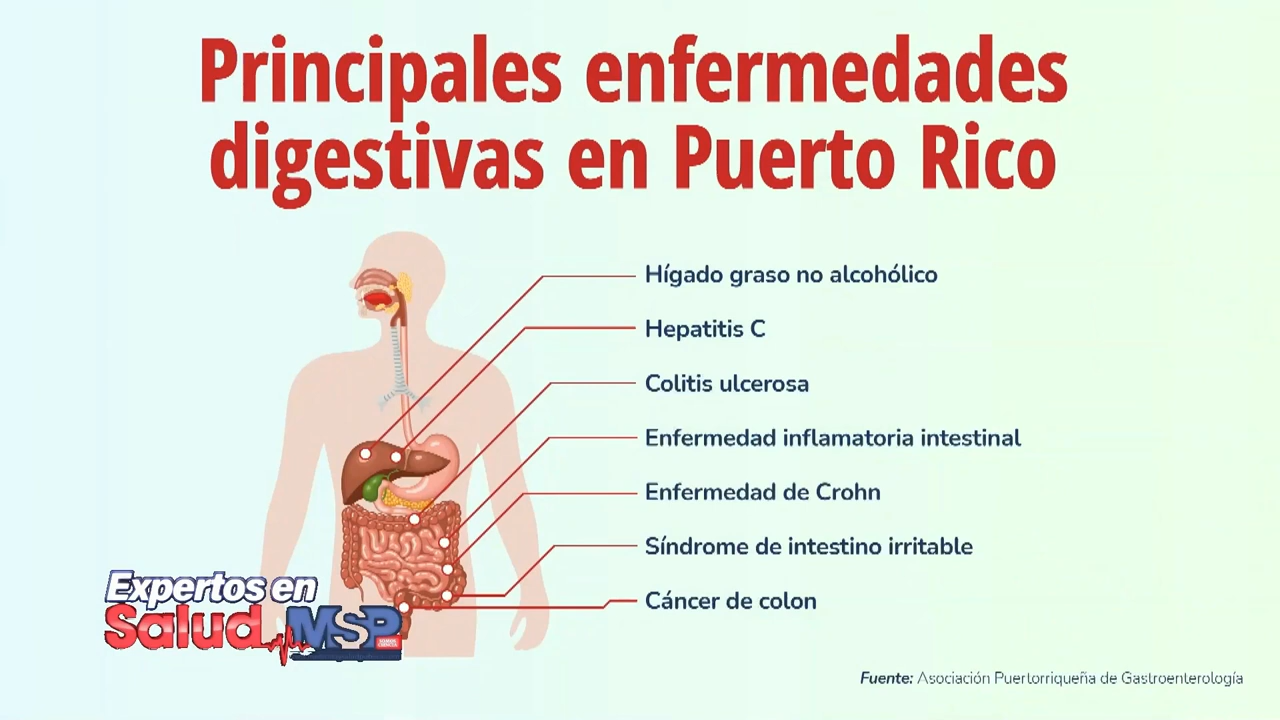 Principales enfermedades
digestivas en Puerto Rico
Hígado graso no alcohólico
Hepatitis C
Colitis ulcerosa
Enfermedad inflamatoria intestinal
Enfermedad de Crohn
Síndrome de intestino irritable
Cáncer de colon
Expertos en
Salud MSP
Fuente: Asociación Puertorriqueña de Gastroenterología